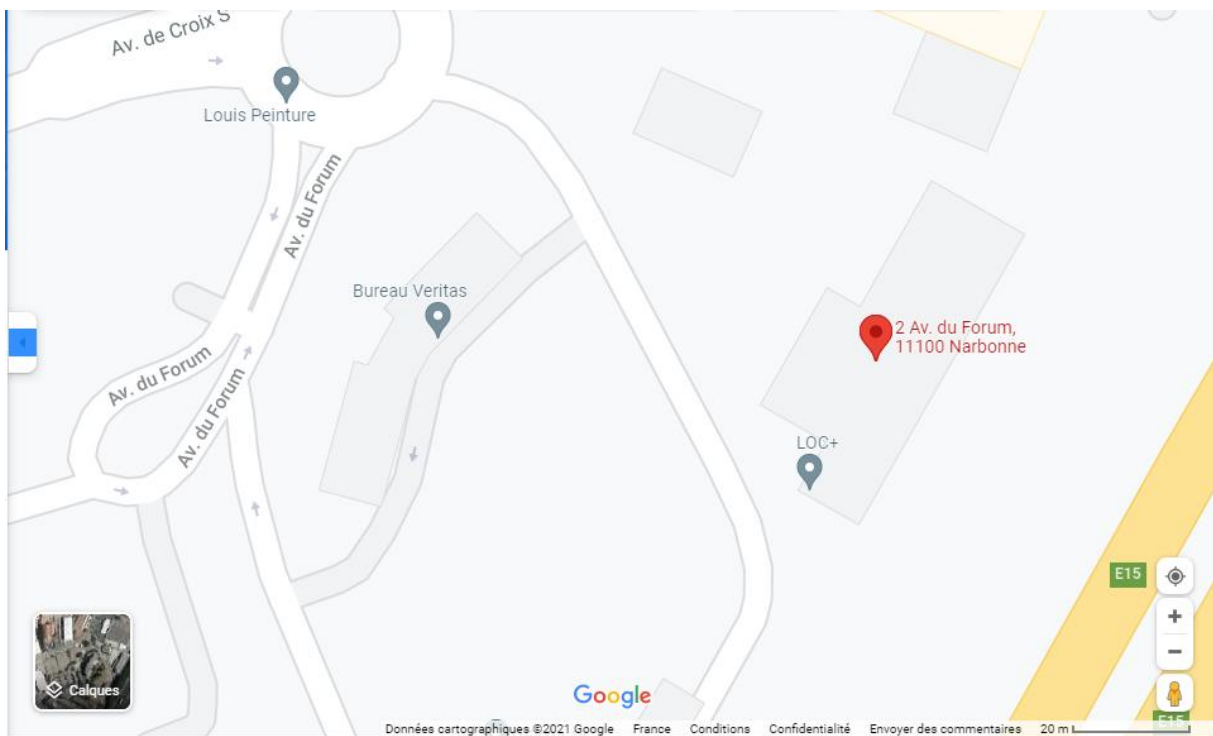 Av. de Croix S
Louis Peinture
Av. du Forum
Bureau Veritas
2 Av. du Forum,
11100 Narbonne
Av. du Forum
Av. du Forum
LOC+
E15
Calques
Google
E15
Données cartographiques ©2021 Google France Conditions Confidentialité Envoyer des commentaires 20 m